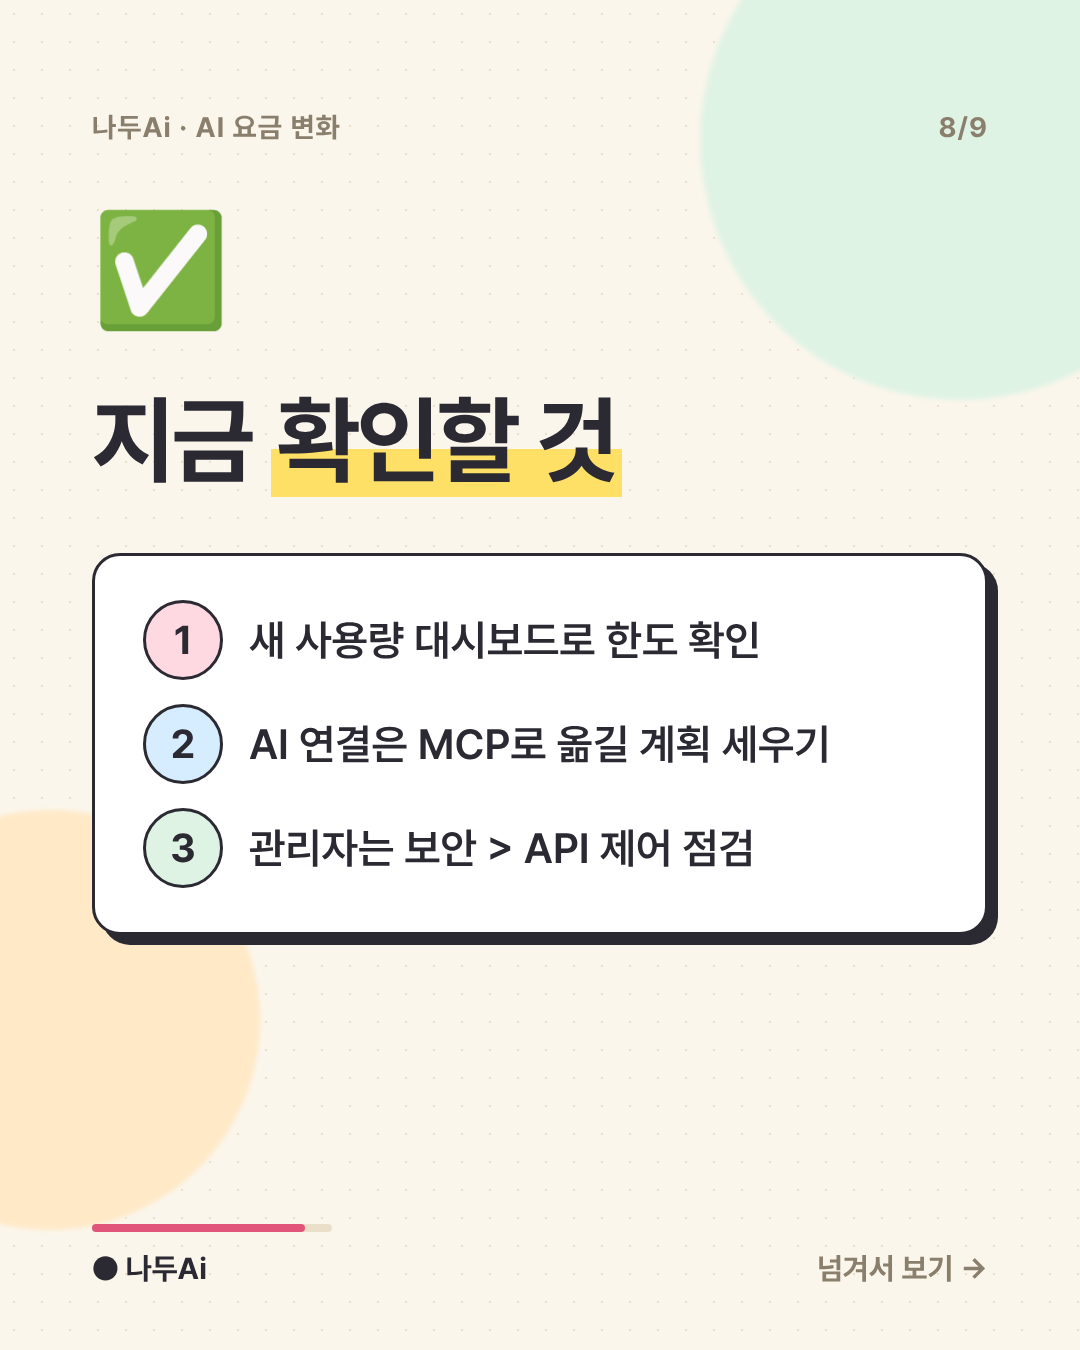 나두Ai · AI 요금 변화
8/9
✅
지금 확인할 것
1 새 사용량 대시보드로 한도 확인
2 AI 연결은 MCP로 옮길 계획 세우기
3 관리자는 보안 > API 제어 점검
● 나두Ai
넘겨서 보기 →